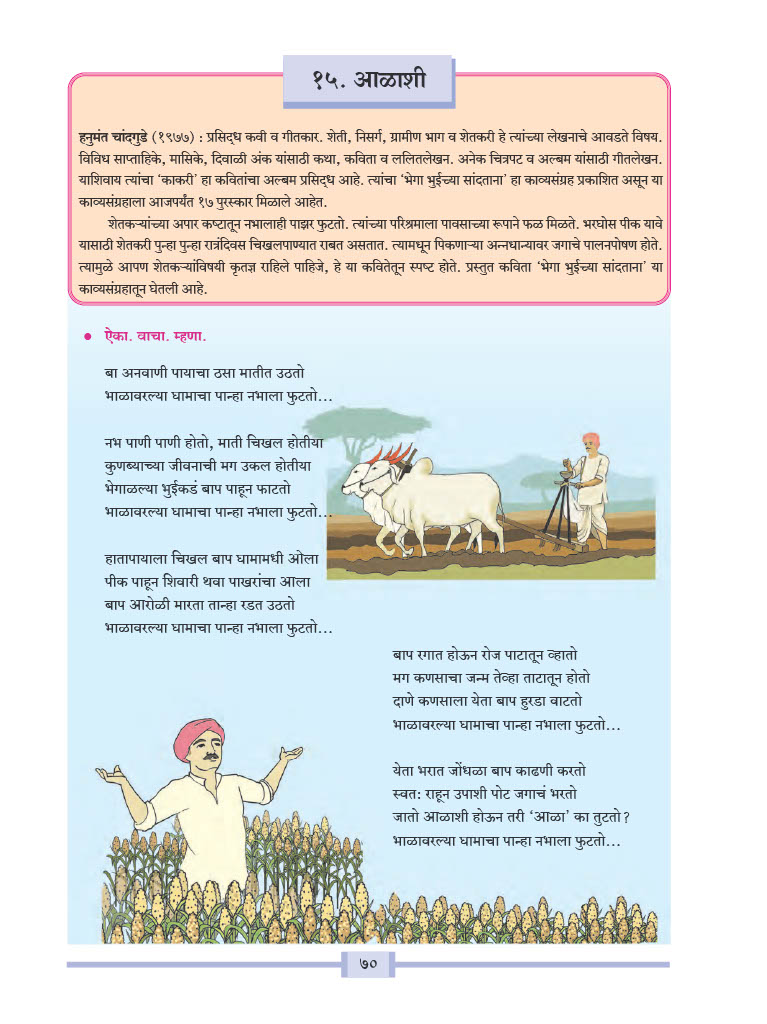 १५. आळाशी
हनुमंत चांदगुडे (१९७७) : प्रसिद्ध कवी व गीतकार. शेती, निसर्ग, ग्रामीण भाग व शेतकरी हे त्यांच्या लेखनाचे आवडते विषय.
विविध साप्ताहिके, मासिके, दिवाळी अंक यांसाठी कथा, कविता व ललितलेखन. अनेक चित्रपट व अल्बम यांसाठी गीतलेखन.
याशिवाय त्यांचा ‘काकरी’ हा कवितांचा अल्बम प्रसिद्ध आहे. त्यांचा ‘भेगा भुईच्या सांदताना’ हा काव्यसंग्रह प्रकाशित असून या
काव्यसंग्रहाला आजपर्यंत १७ पुरस्कार मिळाले आहेत.
शेतकऱ्यांच्या अपार कष्टातून नभालाही पाझर फुटतो. त्यांच्या परिश्रमाला पावसाच्या रूपाने फळ मिळते. भरघोस पीक यावे
यासाठी शेतकरी पुन्हा पुन्हा रात्रंदिवस चिखलपाण्यात राबत असतात. त्यामधून पिकणाऱ्या अन्नधान्यावर जगाचे पालनपोषण होते.
त्यामुळे आपण शेतकऱ्यांविषयी कृतज्ञ राहिले पाहिजे, हे या कवितेतून स्पष्ट होते. प्रस्तुत कविता ‘भेगा भुईच्या सांदताना’ या
काव्यसंग्रहातून घेतली आहे.
● ऐका. वाचा. म्हणा.
बा अनवाणी पायाचा ठसा मातीत उठतो
भाळावरल्या घामाचा पान्हा नभाला फुटतो...
नभ पाणी पाणी होतो, माती चिखल होतीया
कुणब्याच्या जीवनाची मग उकल होतीया
भेगाळल्या भुईकडं बाप पाहून फाटतो
भाळावरल्या घामाचा पान्हा नभाला फुटतो...
हातापायाला चिखल बाप घामामधी ओला
पीक पाहून शिवारी थवा पाखरांचा आला
बाप आरोळी मारता तान्हा रडत उठतो
भाळावरल्या घामाचा पान्हा नभाला फुटतो...
बाप रगात होऊन रोज पाटातून व्हातो
मग कणसाचा जन्म तेव्हा ताटातून होतो
दाणे कणसाला येता बाप हुरडा वाटतो
भाळावरल्या घामाचा पान्हा नभाला फुटतो...
येता भरात जोंधळा बाप काढणी करतो
स्वतः राहून उपाशी पोट जगाचं भरतो
जातो आळाशी होऊन तरी ‘आळा’ का तुटतो?
भाळावरल्या घामाचा पान्हा नभाला फुटतो...
७०